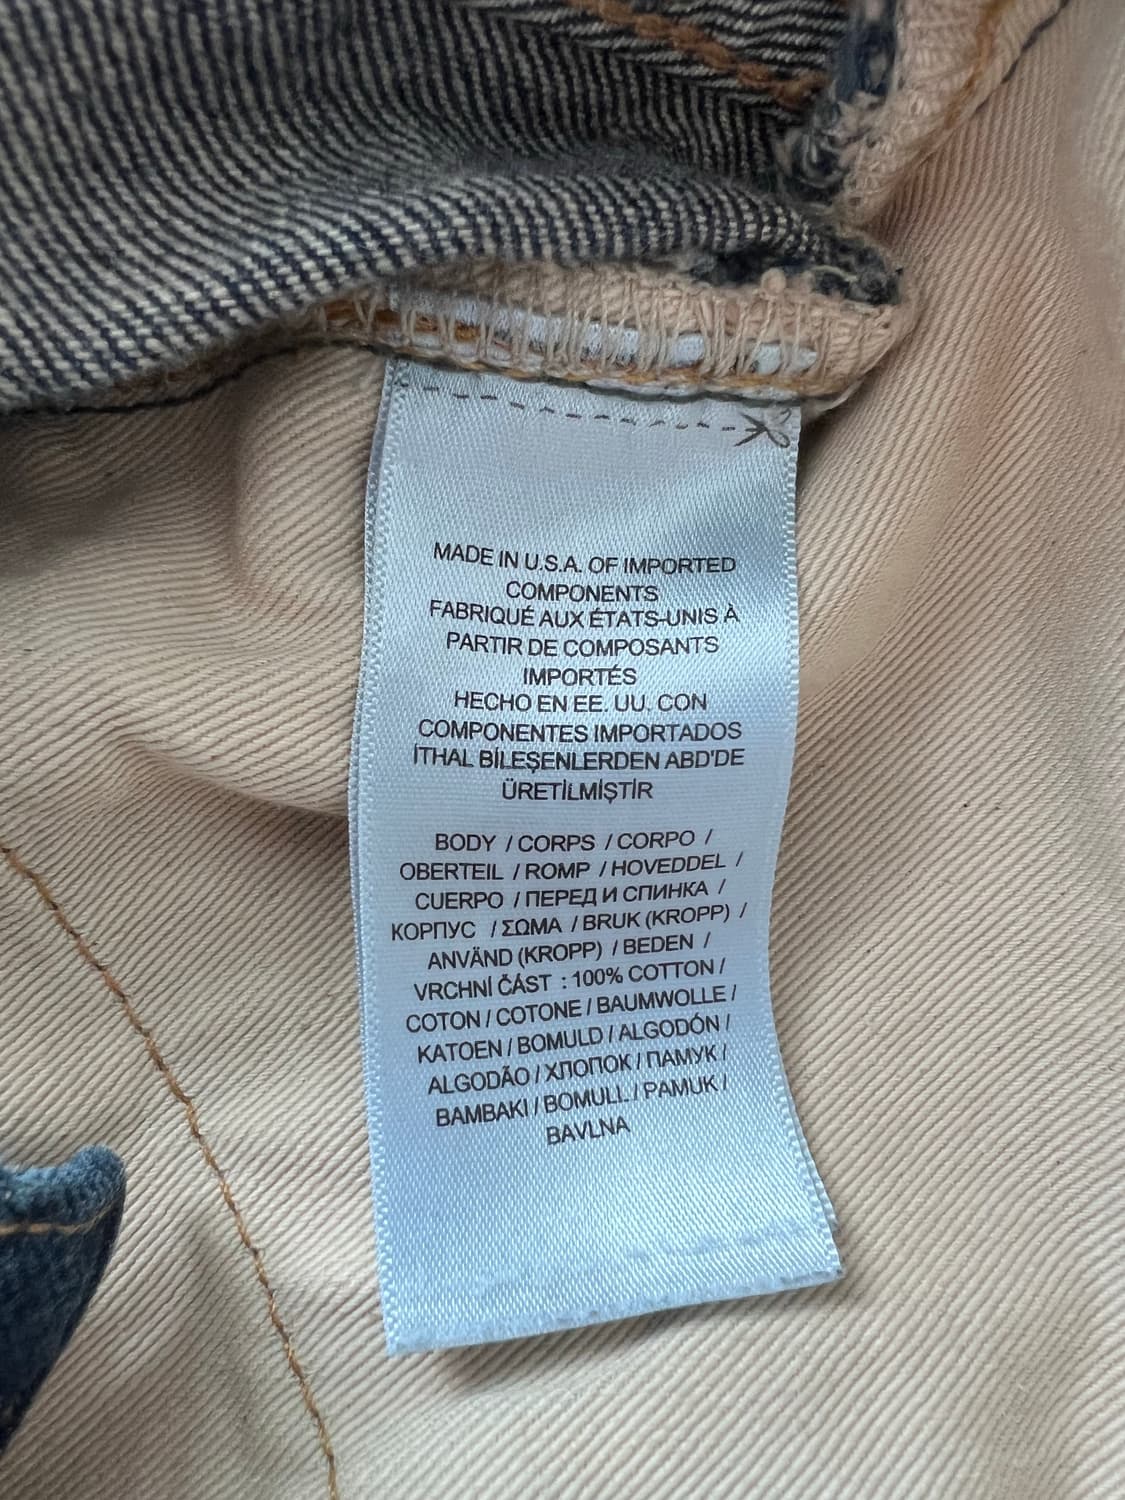 MADE IN U.S.A. OF IMPORTED
COMPONENTS
FABRIQUÉ AUX ÉTATS-UNIS À
PARTIR DE COMPOSANTS
IMPORTÉS
HECHO EN EE. UU. CON
COMPONENTES IMPORTADOS
İTHAL BİLEŞENLERDEN ABD'DE
ÜRETİLMİŞTİR
BODY / CORPS / CORPO /
OBERTEIL / ROMP / HOVEDDEL /
CUERPO / ПЕРЕД И СПИНКА /
КОРПУС / ΣΩΜΑ / BRUK (KROPP) /
ANVÄND (KROPP) / BEDEN /
VRCHNÍ ČÁST : 100% COTTON /
COTON / COTONE / BAUMWOLLE /
KATOEN / BOMULD / ALGODÓN /
ALGODÃO / ХЛОПОК / ПАМУК /
ΒΑΜΒΑΚΙ / BOMULL / PAMUK /
BAVLNA